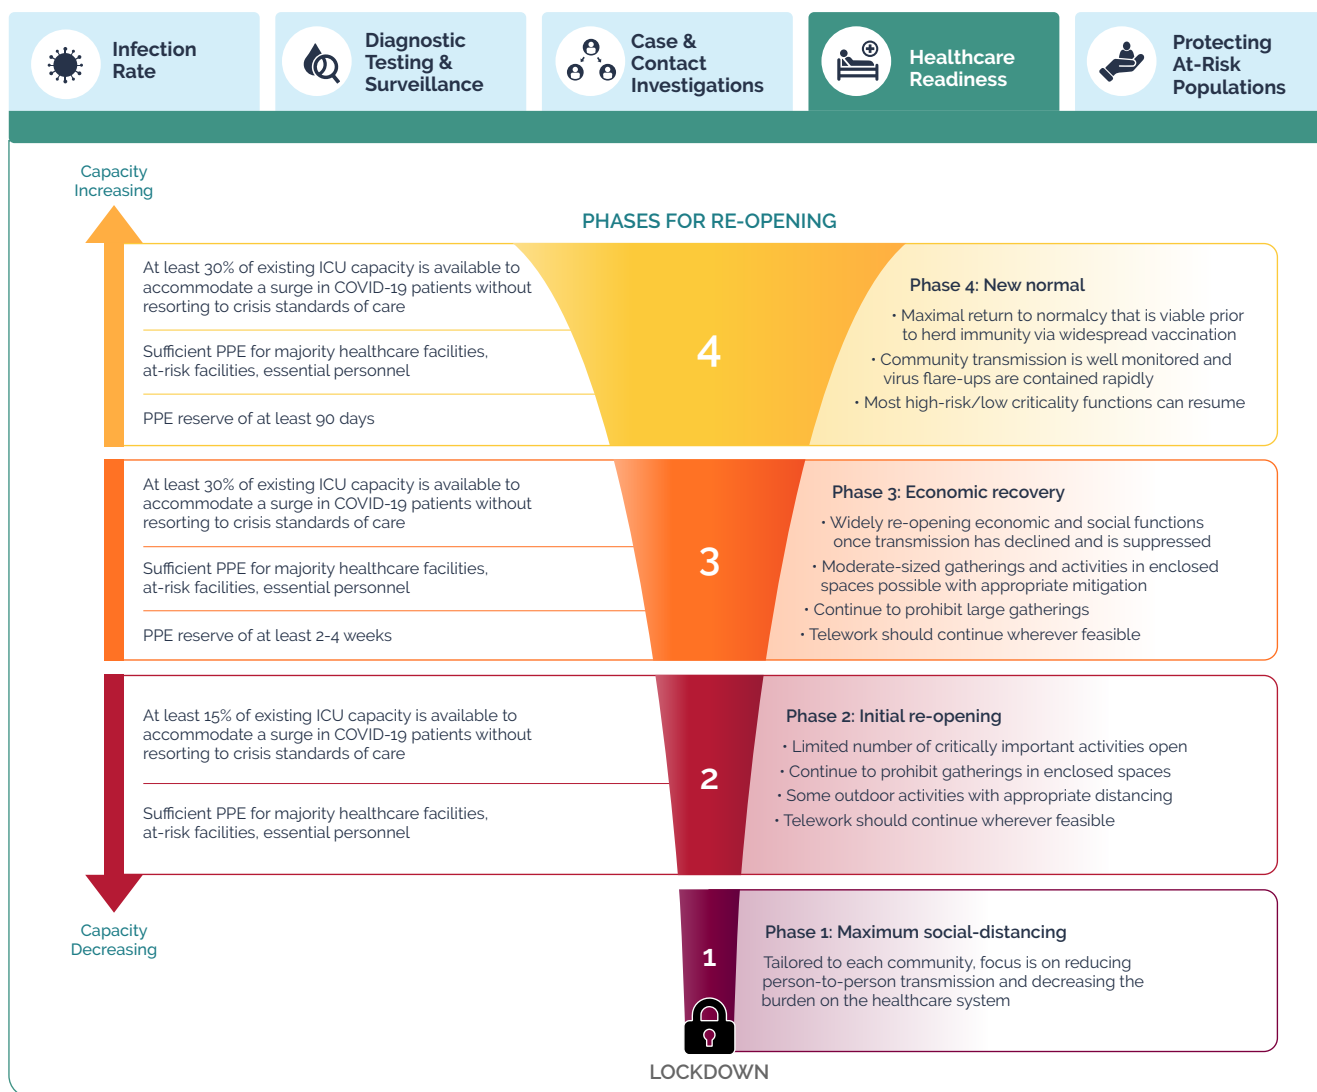 Infection
Rate
Diagnostic
Testing &
Surveillance
Case &
Contact
Investigations
Healthcare
Readiness
Protecting
At-Risk
Populations
Capacity
Increasing
PHASES FOR RE-OPENING
At least 30% of existing ICU capacity is available to
accommodate a surge in COVID-19 patients without
resorting to crisis standards of care
Sufficient PPE for majority healthcare facilities,
at-risk facilities, essential personnel
PPE reserve of at least 90 days
4
Phase 4: New normal
• Maximal return to normalcy that is viable prior
to herd immunity via widespread vaccination
• Community transmission is well monitored and
virus flare-ups are contained rapidly
• Most high-risk/low criticality functions can resume
At least 30% of existing ICU capacity is available to
accommodate a surge in COVID-19 patients without
resorting to crisis standards of care
Sufficient PPE for majority healthcare facilities,
at-risk facilities, essential personnel
PPE reserve of at least 2-4 weeks
3
Phase 3: Economic recovery
• Widely re-opening economic and social functions
once transmission has declined and is suppressed
• Moderate-sized gatherings and activities in enclosed
spaces possible with appropriate mitigation
• Continue to prohibit large gatherings
• Telework should continue wherever feasible
At least 15% of existing ICU capacity is available to
accommodate a surge in COVID-19 patients without
resorting to crisis standards of care
Sufficient PPE for majority healthcare facilities,
at-risk facilities, essential personnel
2
Phase 2: Initial re-opening
• Limited number of critically important activities open
• Continue to prohibit gatherings in enclosed spaces
• Some outdoor activities with appropriate distancing
• Telework should continue wherever feasible
Capacity
Decreasing
1
Phase 1: Maximum social-distancing
Tailored to each community, focus is on reducing
person-to-person transmission and decreasing the
burden on the healthcare system
LOCKDOWN